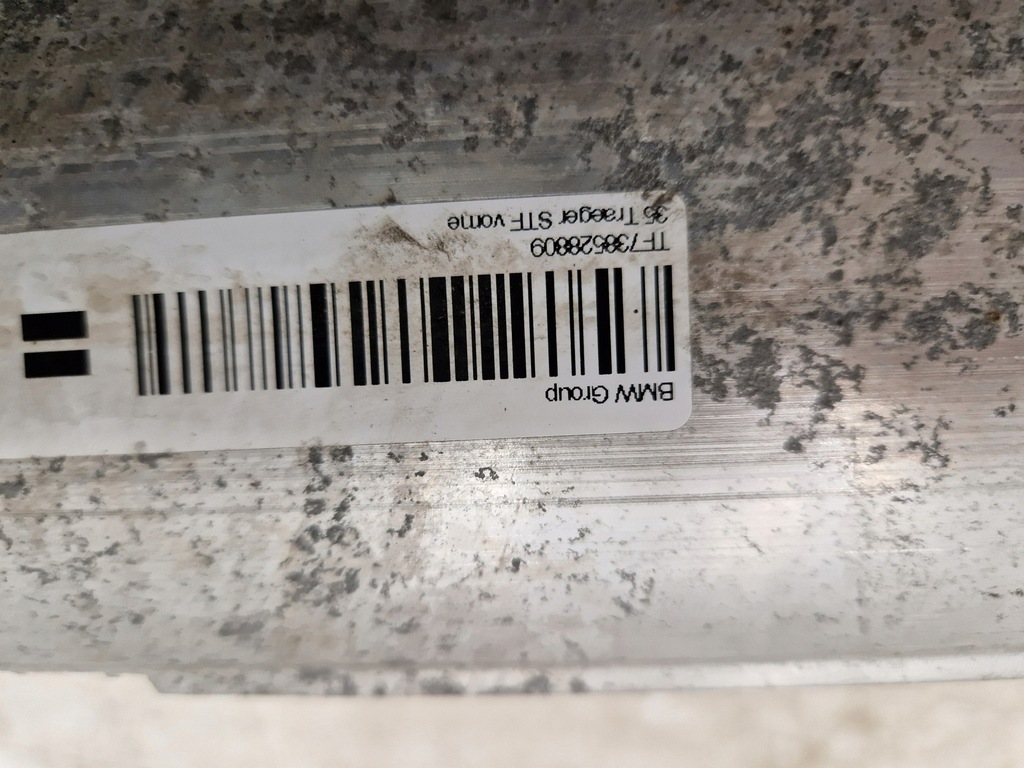 BMW Group
TF738528809
35 Traeger STF vorne